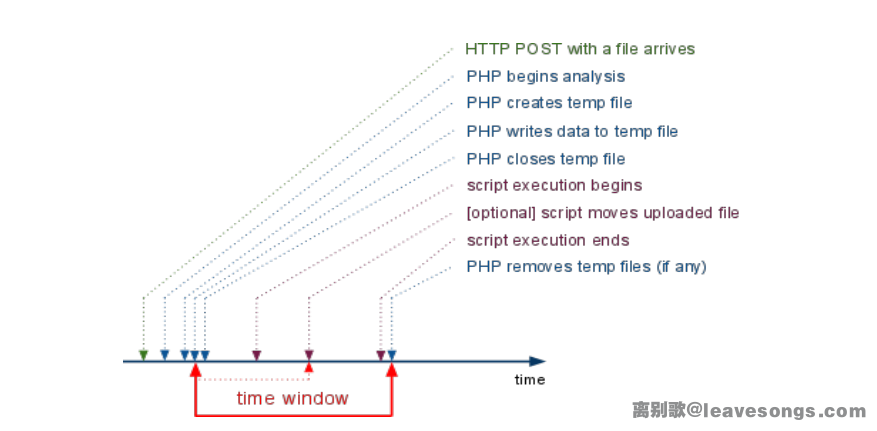 HTTP POST with a file arrives
PHP begins analysis
PHP creates temp file
PHP writes data to temp file
PHP closes temp file
script execution begins
[optional] script moves uploaded file
script execution ends
PHP removes temp files (if any)
time
time window
离别歌@leavesongs.com